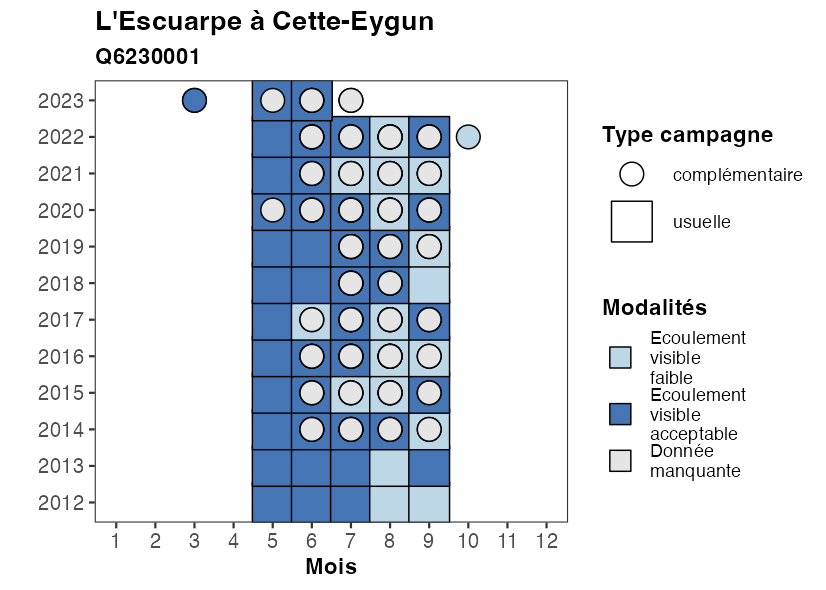 L'Escuarpe à Cette-Eygun
Q6230001
2023
2022
2021
2020
2019
2018
2017
2016
2015
2014
2013
2012
1 2 3 4 5 6 7 8 9 10 11 12
Mois
Type campagne
complémentaire
usuelle
Modalités
Ecoulement
visible
faible
Ecoulement
visible
acceptable
Donnée
manquante